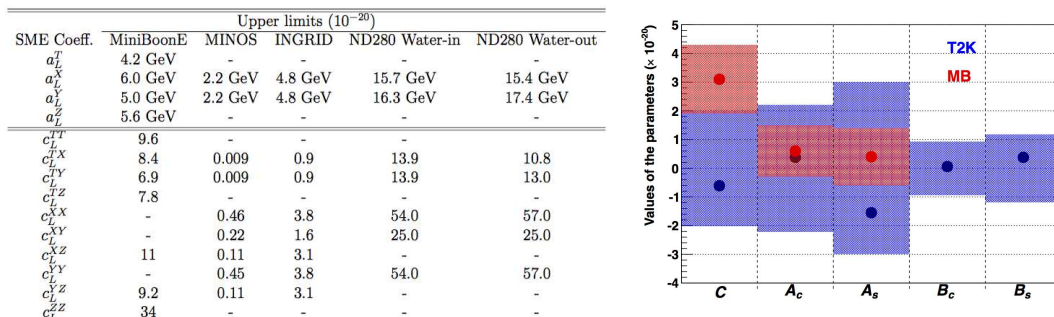 Upper limits (10^{-20})
SME Coeff. MiniBoonE MINOS INGRID ND280 Water-in ND280 Water-out
a_L^T 4.2 GeV - - - -
a_L^X 6.0 GeV 2.2 GeV 4.8 GeV 15.7 GeV 15.4 GeV
a_L^Y 5.0 GeV 2.2 GeV 4.8 GeV 16.3 GeV 17.4 GeV
a_L^Z 5.6 GeV - - - -
c_L^{TT} 9.6 - - - -
c_L^{TX} 8.4 0.009 0.9 13.9 10.8
c_L^{TY} 6.9 0.009 0.9 13.9 13.0
c_L^{TZ} 7.8 - - - -
c_L^{XX} - 0.46 3.8 54.0 57.0
c_L^{XY} - 0.22 1.6 25.0 25.0
c_L^{XZ} 11 0.11 3.1 - -
c_L^{YY} - 0.45 3.8 54.0 57.0
c_L^{YZ} 9.2 0.11 3.1 - -
c_L^{ZZ} 34 - - - -
Values of the parameters (× 10^{-20})
5
4
3
2
1
0
-1
-2
-3
-4
T2K
MB
C A_c A_s B_c B_s